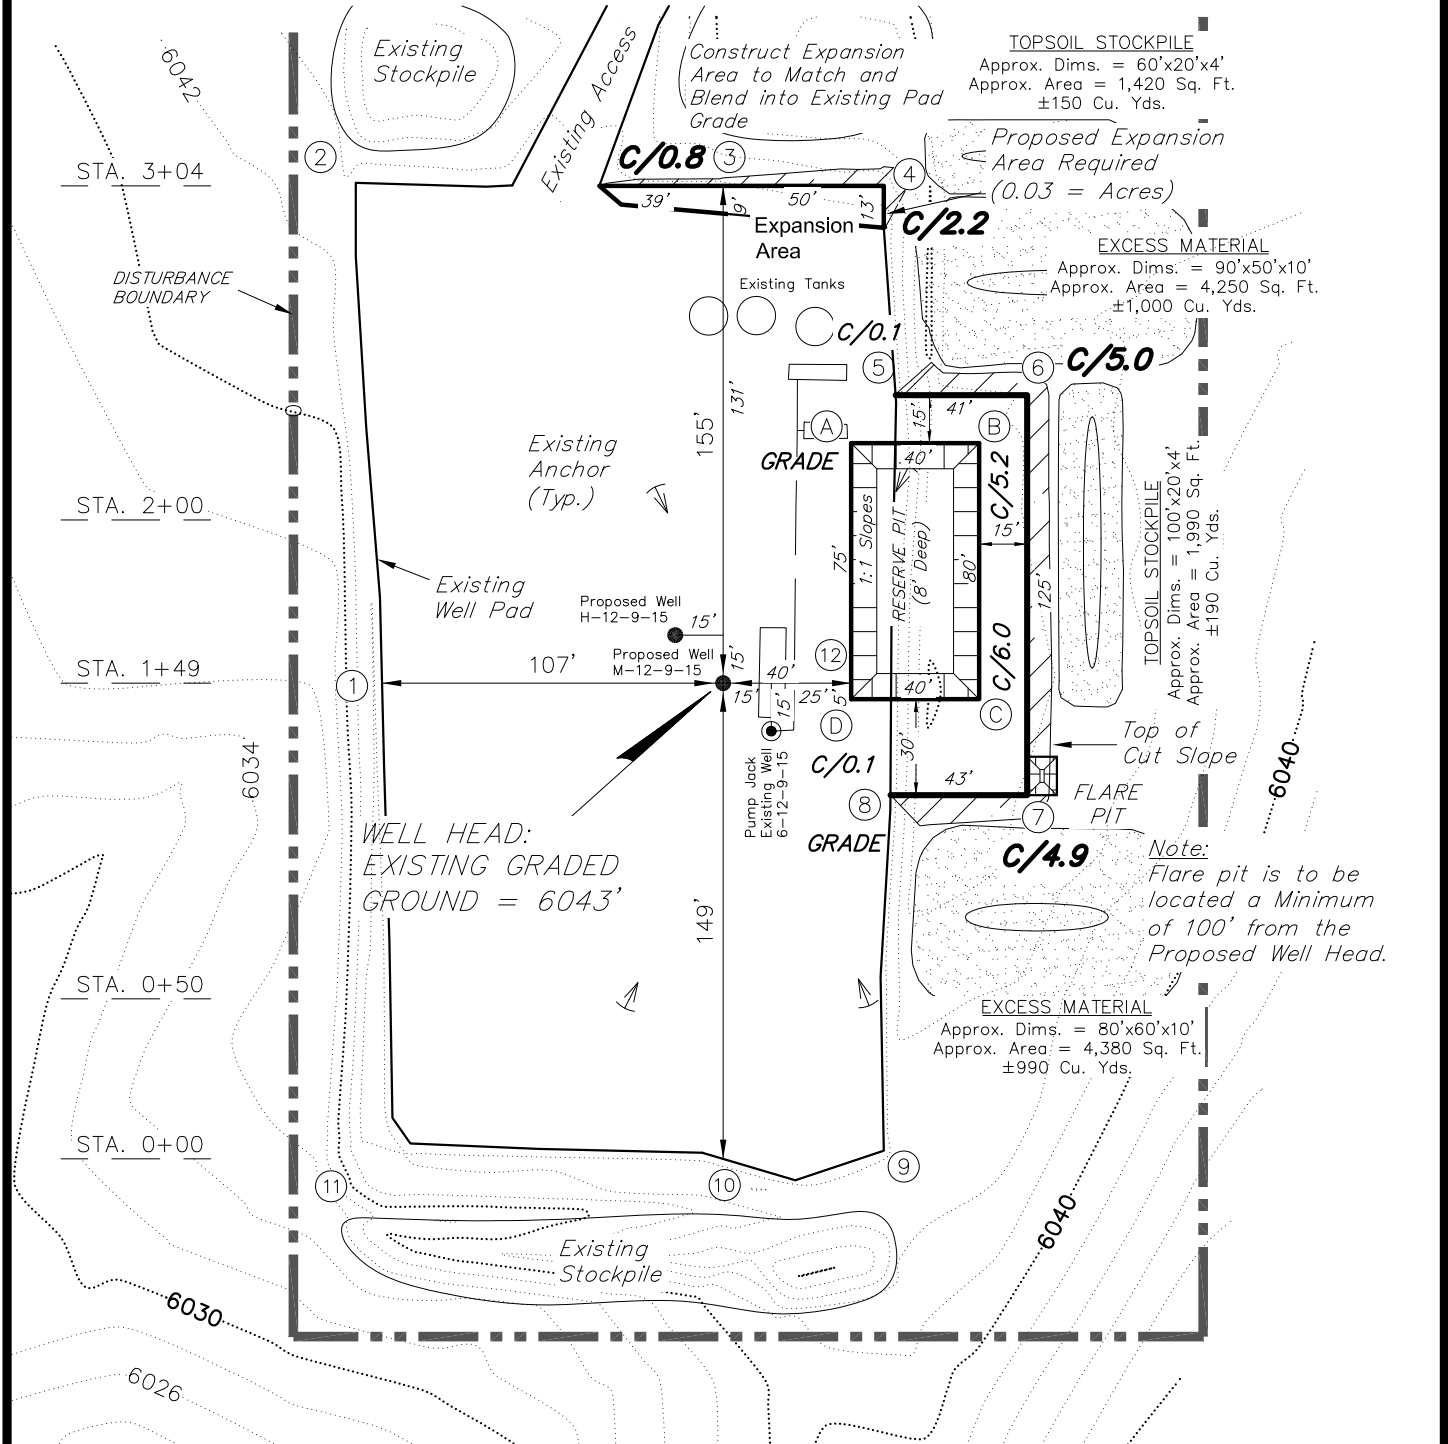 6042
Existing
Stockpile
Existing Access
Construct Expansion
Area to Match and
Blend into Existing Pad
Grade
TOPSOIL STOCKPILE
Approx. Dims. = 60'x20'x4'
Approx. Area = 1,420 Sq. Ft.
±150 Cu. Yds.
Proposed Expansion
Area Required
(0.03 = Acres)
2
C/0.8
3
4
STA. 3+04
39'
9'
50'
13'
C/2.2
Expansion
Area
EXCESS MATERIAL
Approx. Dims. = 90'x50'x10'
Approx. Area = 4,250 Sq. Ft.
±1,000 Cu. Yds.
DISTURBANCE
BOUNDARY
Existing Tanks
C/0.1
5
6
C/5.0
155'
131'
15'
41'
A
B
GRADE
40'
Existing
Anchor
(Typ.)
STA. 2+00
C/5.2
15'
1:1 Slopes
RESERVE PIT
(8' Deep)
75'
80'
125'
TOPSOIL STOCKPILE
Approx. Dims. = 100'x20'x4'
Approx. Area = 1,990 Sq. Ft.
±190 Cu. Yds.
Existing
Well Pad
Proposed Well
H-12-9-15
15'
Proposed Well
M-12-9-15
15'
STA. 1+49
1
107'
12
40'
15'
25'
15'
5'
40'
C/6.0
C
D
30'
Top of
Cut Slope
6034
6040
Pump Jack
Existing Well
6-12-9-15
C/0.1
43'
8
7
FLARE
PIT
GRADE
C/4.9
WELL HEAD:
EXISTING GRADED
GROUND = 6043'
Note:
Flare pit is to be
located a Minimum
of 100' from the
Proposed Well Head.
149'
STA. 0+50
EXCESS MATERIAL
Approx. Dims. = 80'x60'x10'
Approx. Area = 4,380 Sq. Ft.
±990 Cu. Yds.
STA. 0+00
9
11
10
6040
Existing
Stockpile
6030
6026